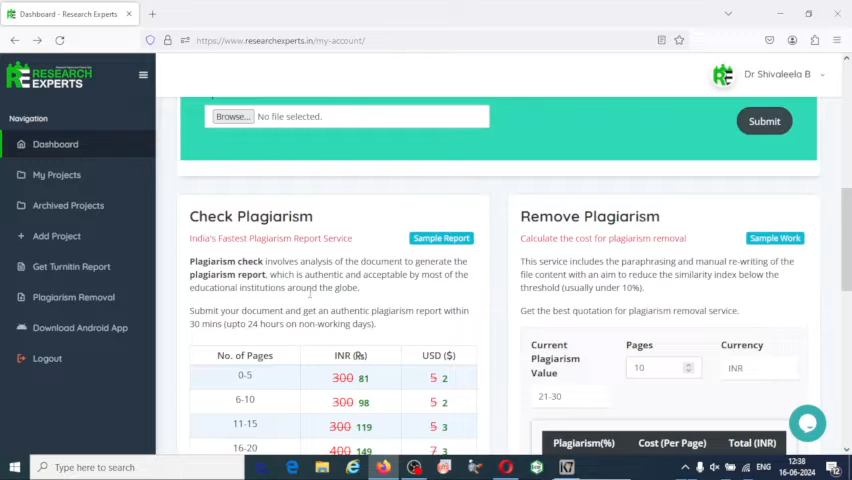 Dashboard - Research Experts
https://www.researchexperts.in/my-account/
RESEARCH
EXPERTS
Dr Shivaleela B
Navigation
Dashboard
My Projects
Archived Projects
Add Project
Get Turnitin Report
Plagiarism Removal
Download Android App
Logout
Browse... No file selected.
Submit
Check Plagiarism
India's Fastest Plagiarism Report Service
Sample Report
Plagiarism check involves analysis of the document to generate the
plagiarism report, which is authentic and acceptable by most of the
educational institutions around the globe.
Submit your document and get an authentic plagiarism report within
30 mins (upto 24 hours on non-working days).
No. of Pages INR (₨) USD ($)
0-5 300 81 5 2
6-10 300 98 5 2
11-15 300 119 5 3
16-20 400 149 7 3
Remove Plagiarism
Calculate the cost for plagiarism removal
Sample Work
This service includes the paraphrasing and manual re-writing of the
file content with an aim to reduce the similarity index below the
threshold (usually under 10%).
Get the best quotation for plagiarism removal service.
Current
Plagiarism
Value
Pages
Currency
10
INR
21-30
Plagiarism(%) Cost (Per Page) Total (INR)
Type here to search
ENG
12:38
16-06-2024